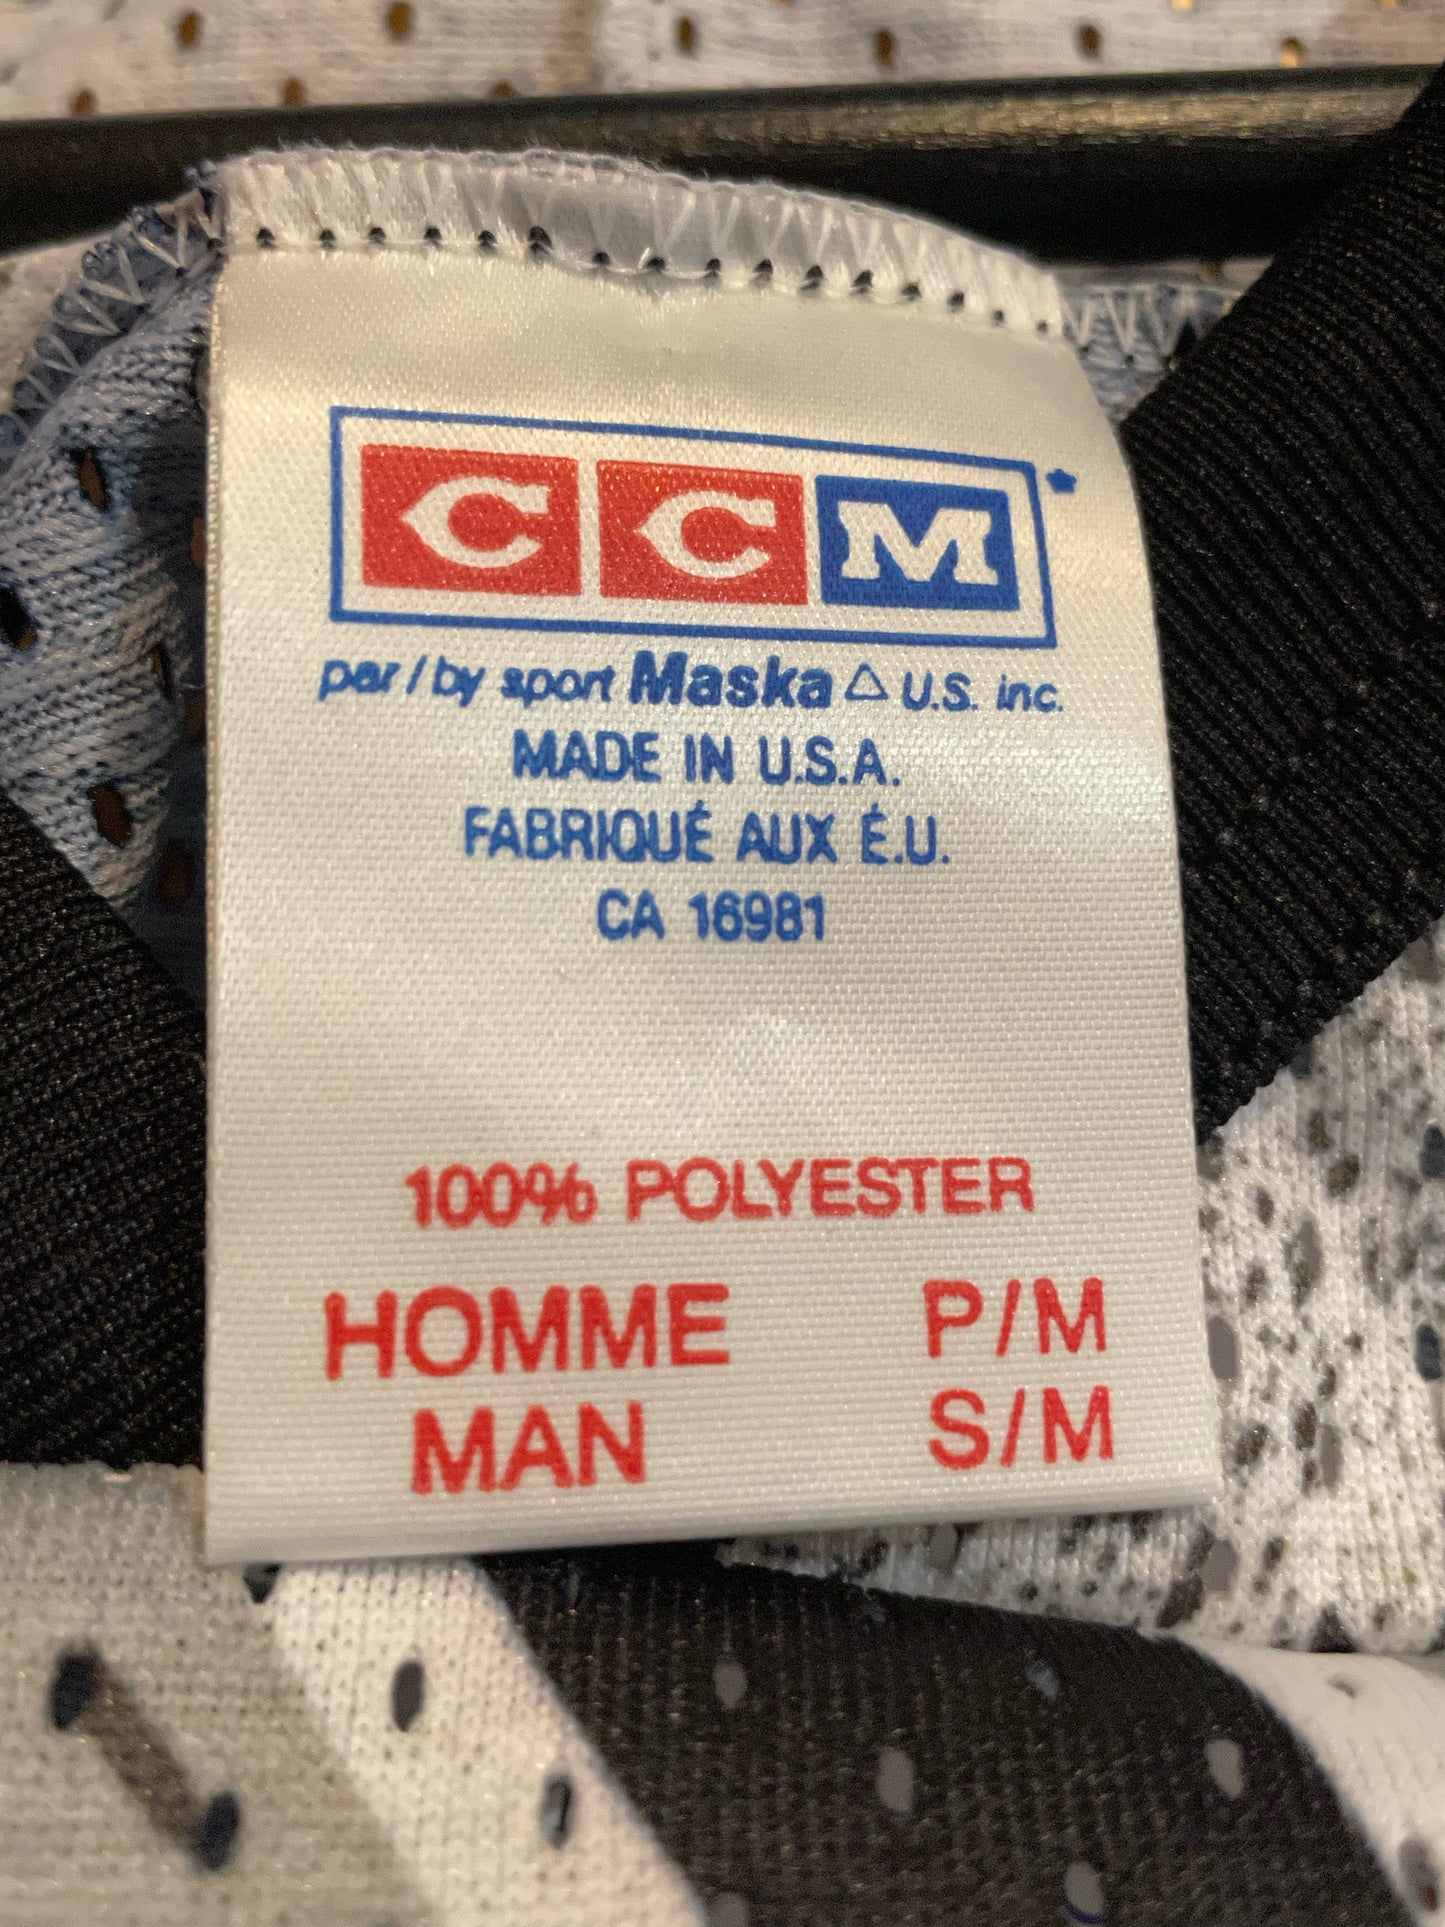 CCM
par / by sport Maska △ U.S. inc.
MADE IN U.S.A.
FABRIQUÉ AUX É.U.
CA 16981
100% POLYESTER
HOMME P/M
MAN S/M